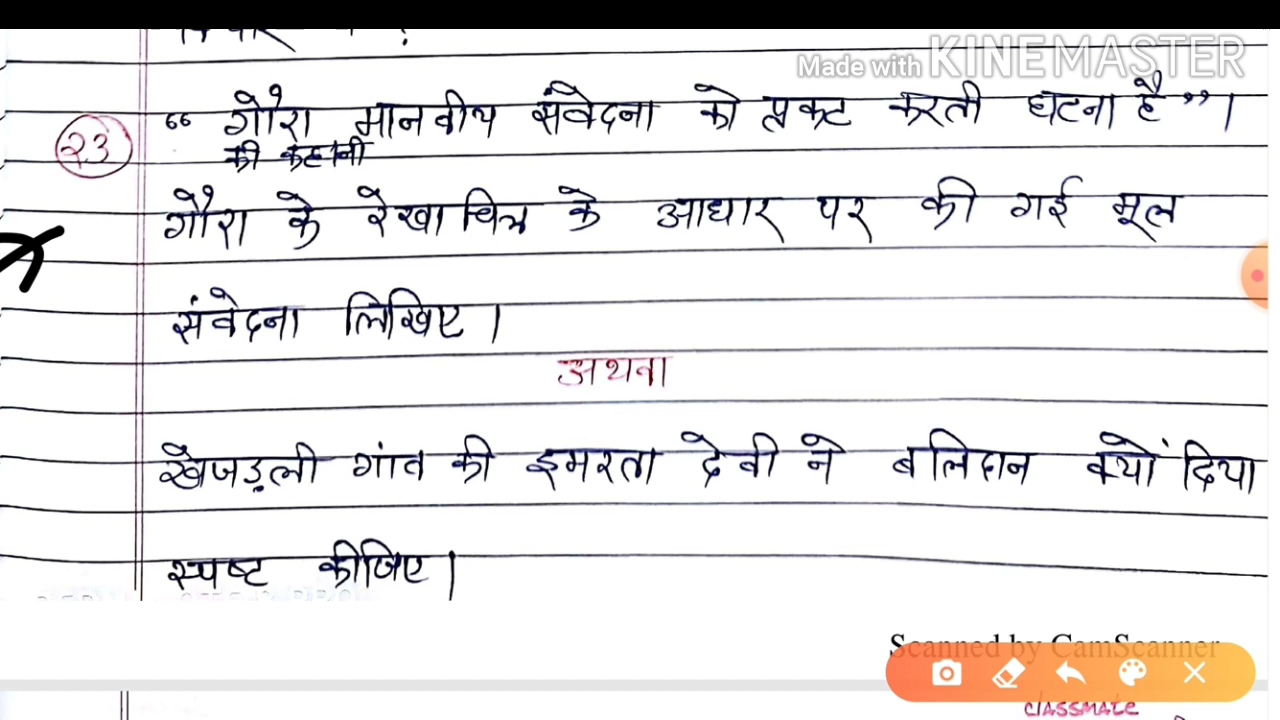 Made with KINEMASTER
23 “ गौरा मानवीय संवेदना को प्रकट करती घटना है ”।
की कहानी
गौरा के रेखाचित्र के आधार पर की गई मूल
संवेदना लिखिए।
अथवा
खेजड़ली गांव की इमरता देवी ने बलिदान क्यों दिया
स्पष्ट कीजिए।
Scanned by CamScanner
classmate